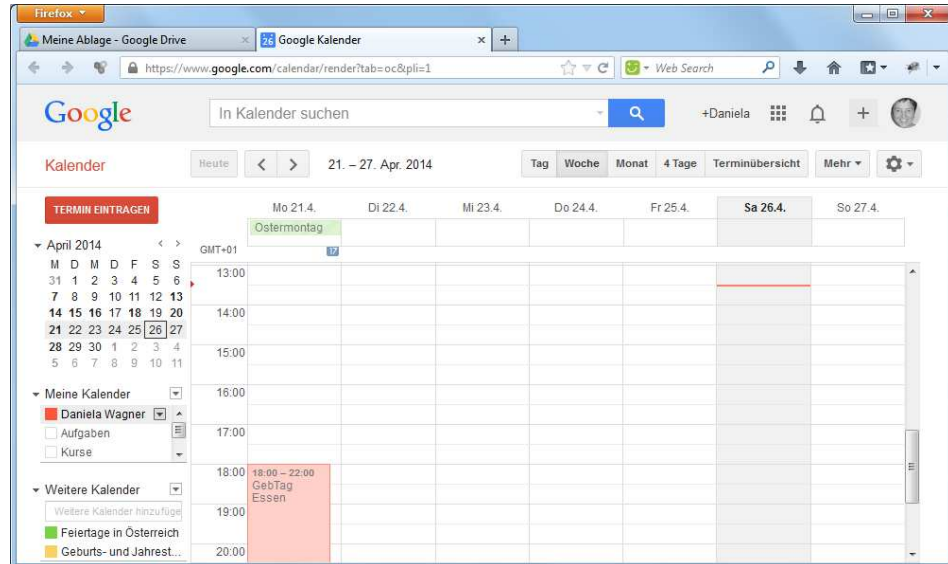 Firefox
Meine Ablage - Google Drive × 26 Google Kalender × +
https://www.google.com/calendar/render?tab=oc&pli=1 Web Search
Google In Kalender suchen +Daniela
Kalender Heute < > 21. – 27. Apr. 2014 Tag Woche Monat 4 Tage Terminübersicht Mehr
TERMIN EINTRAGEN
Mo 21.4. Di 22.4. Mi 23.4. Do 24.4. Fr 25.4. Sa 26.4. So 27.4.
Ostermontag
GMT+01 17
April 2014 < >
M D M D F S S
31 1 2 3 4 5 6
7 8 9 10 11 12 13
14 15 16 17 18 19 20
21 22 23 24 25 26 27
28 29 30 1 2 3 4
5 6 7 8 9 10 11
Meine Kalender
Daniela Wagner
Aufgaben
Kurse
Weitere Kalender
Weitere Kalender hinzufüge
Feiertage in Österreich
Geburts- und Jahrest...
13:00
14:00
15:00
16:00
17:00
18:00 18:00 – 22:00
GebTag
Essen
19:00
20:00